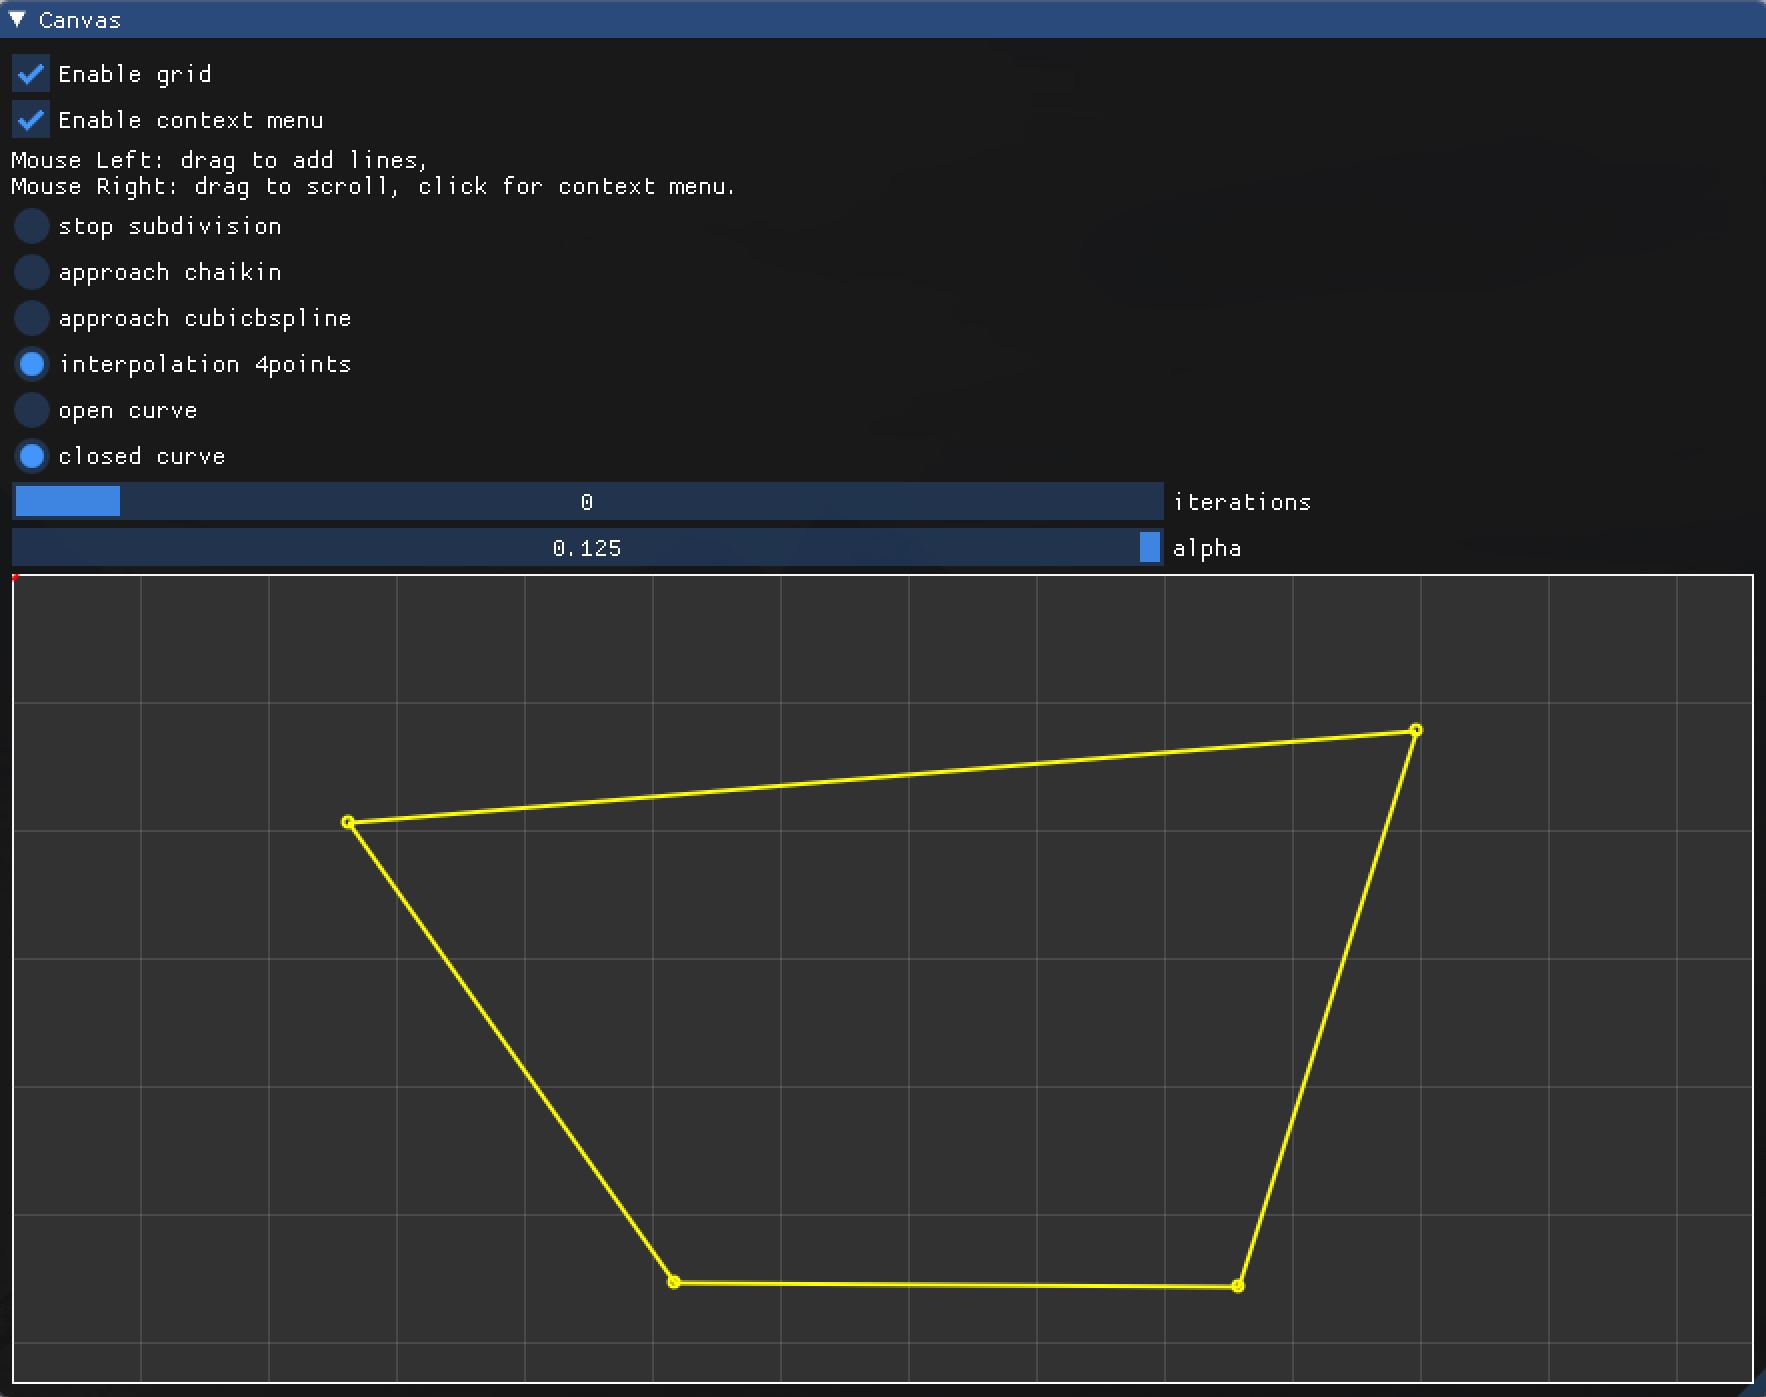 Canvas
Enable grid
Enable context menu
Mouse Left: drag to add lines,
Mouse Right: drag to scroll, click for context menu.
stop subdivision
approach chaikin
approach cubicbspline
interpolation 4points
open curve
closed curve
0 iterations
0.125 alpha